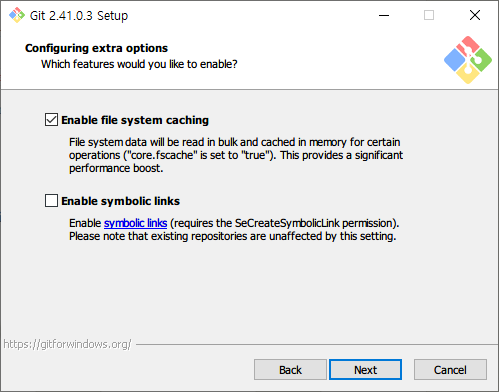 Git 2.41.0.3 Setup
Configuring extra options
Which features would you like to enable?
Enable file system caching
File system data will be read in bulk and cached in memory for certain
operations ("core.fscache" is set to "true"). This provides a significant
performance boost.
Enable symbolic links
Enable symbolic links (requires the SeCreateSymbolicLink permission).
Please note that existing repositories are unaffected by this setting.
https://gitforwindows.org/
Back Next Cancel